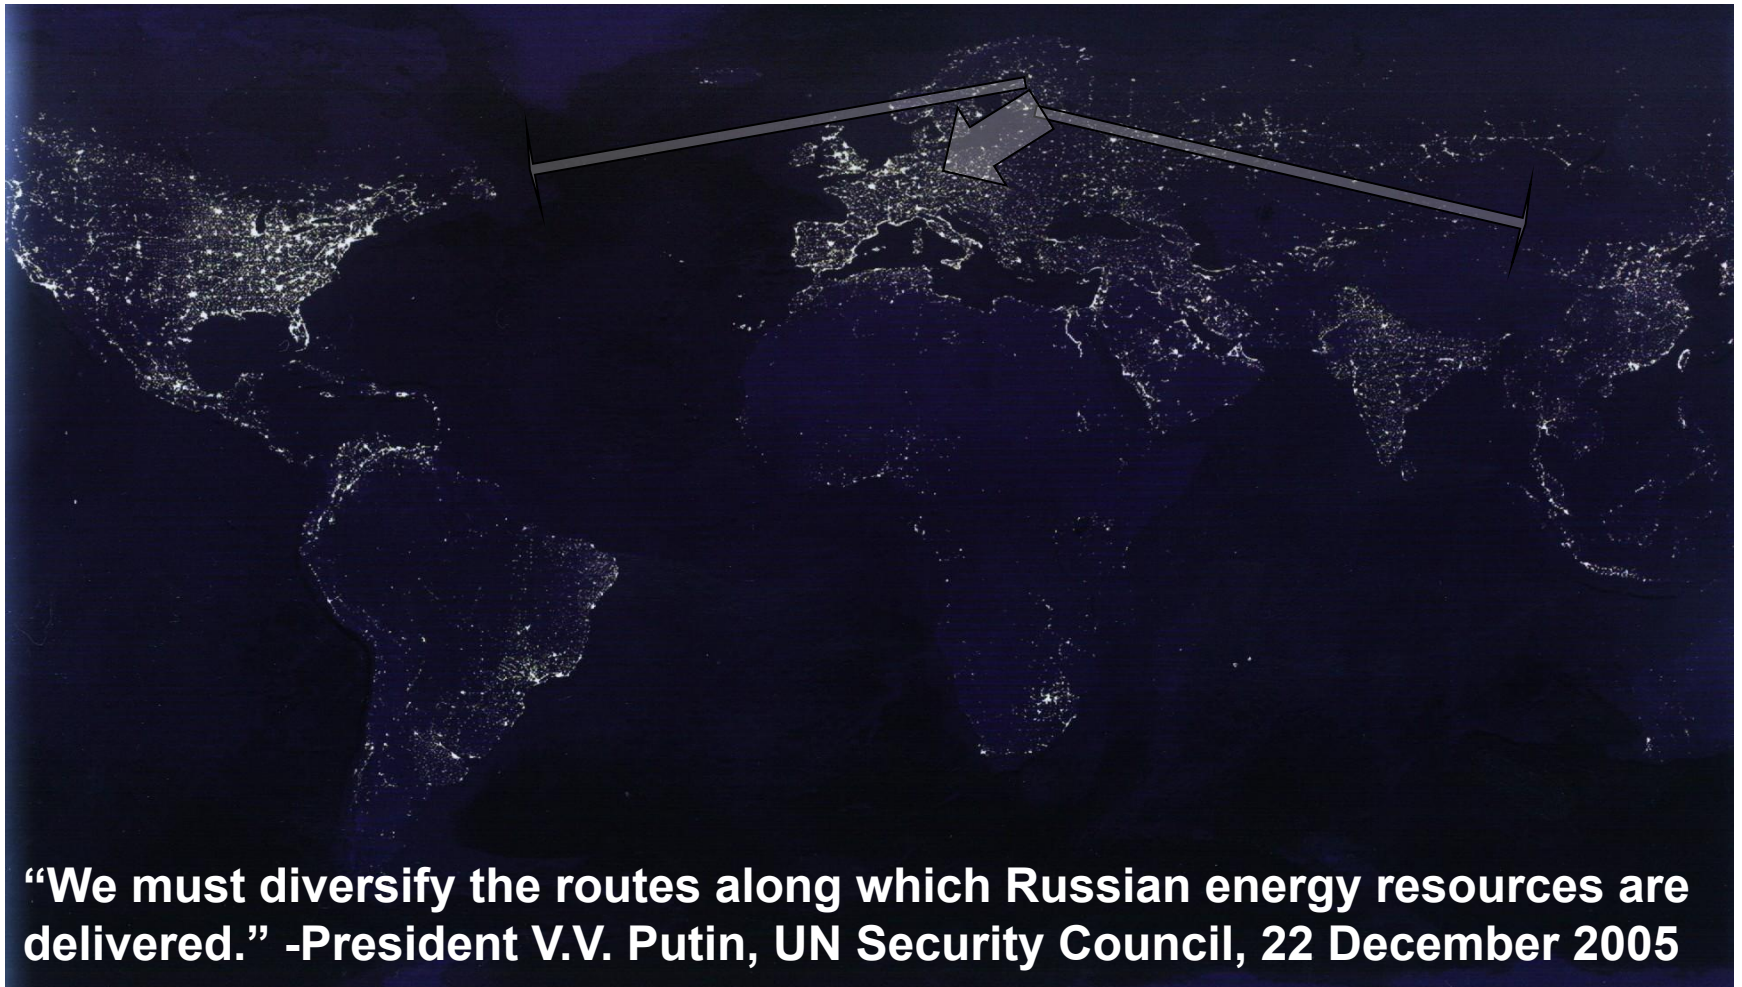 “We must diversify the routes along which Russian energy resources are
delivered.” -President V.V. Putin, UN Security Council, 22 December 2005